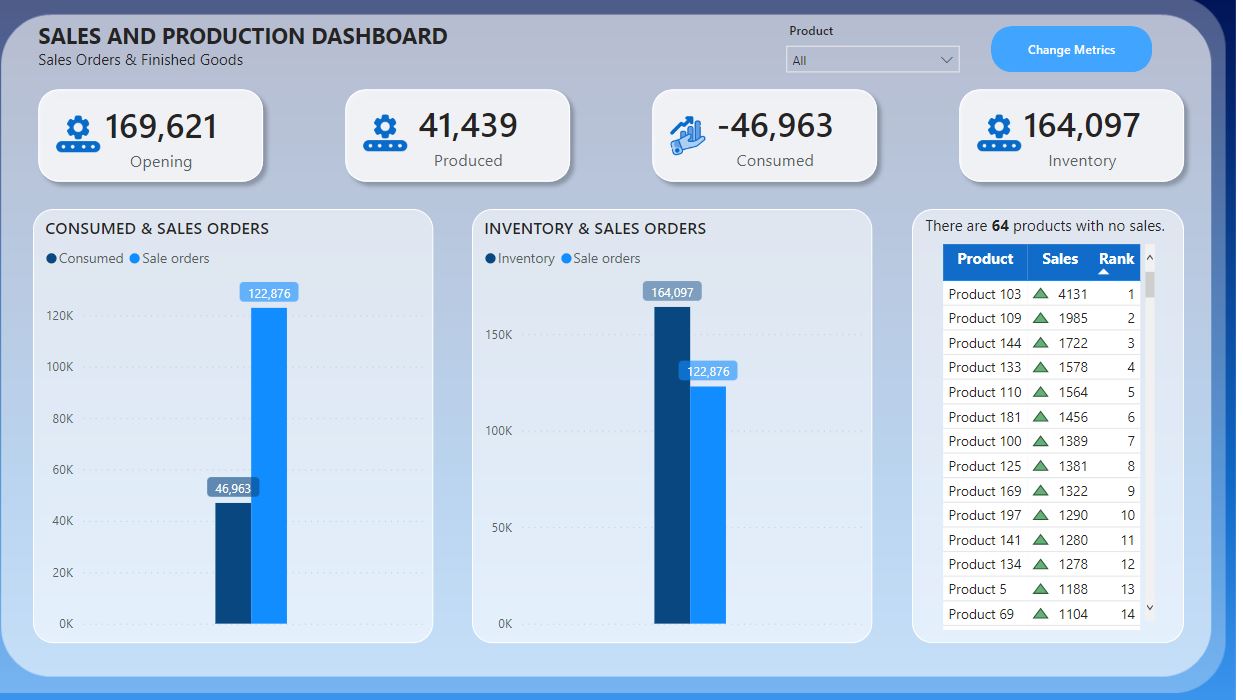 SALES AND PRODUCTION DASHBOARD
Sales Orders & Finished Goods
Product
All
Change Metrics
169,621
Opening
41,439
Produced
-46,963
Consumed
164,097
Inventory
CONSUMED & SALES ORDERS
Consumed Sale orders
122,876
120K
100K
80K
60K
46,963
40K
20K
0K
INVENTORY & SALES ORDERS
Inventory Sale orders
164,097
150K
122,876
100K
50K
0K
There are 64 products with no sales.
Product Sales Rank
Product 103 4131 1
Product 109 1985 2
Product 144 1722 3
Product 133 1578 4
Product 110 1564 5
Product 181 1456 6
Product 100 1389 7
Product 125 1381 8
Product 169 1322 9
Product 197 1290 10
Product 141 1280 11
Product 134 1278 12
Product 5 1188 13
Product 69 1104 14